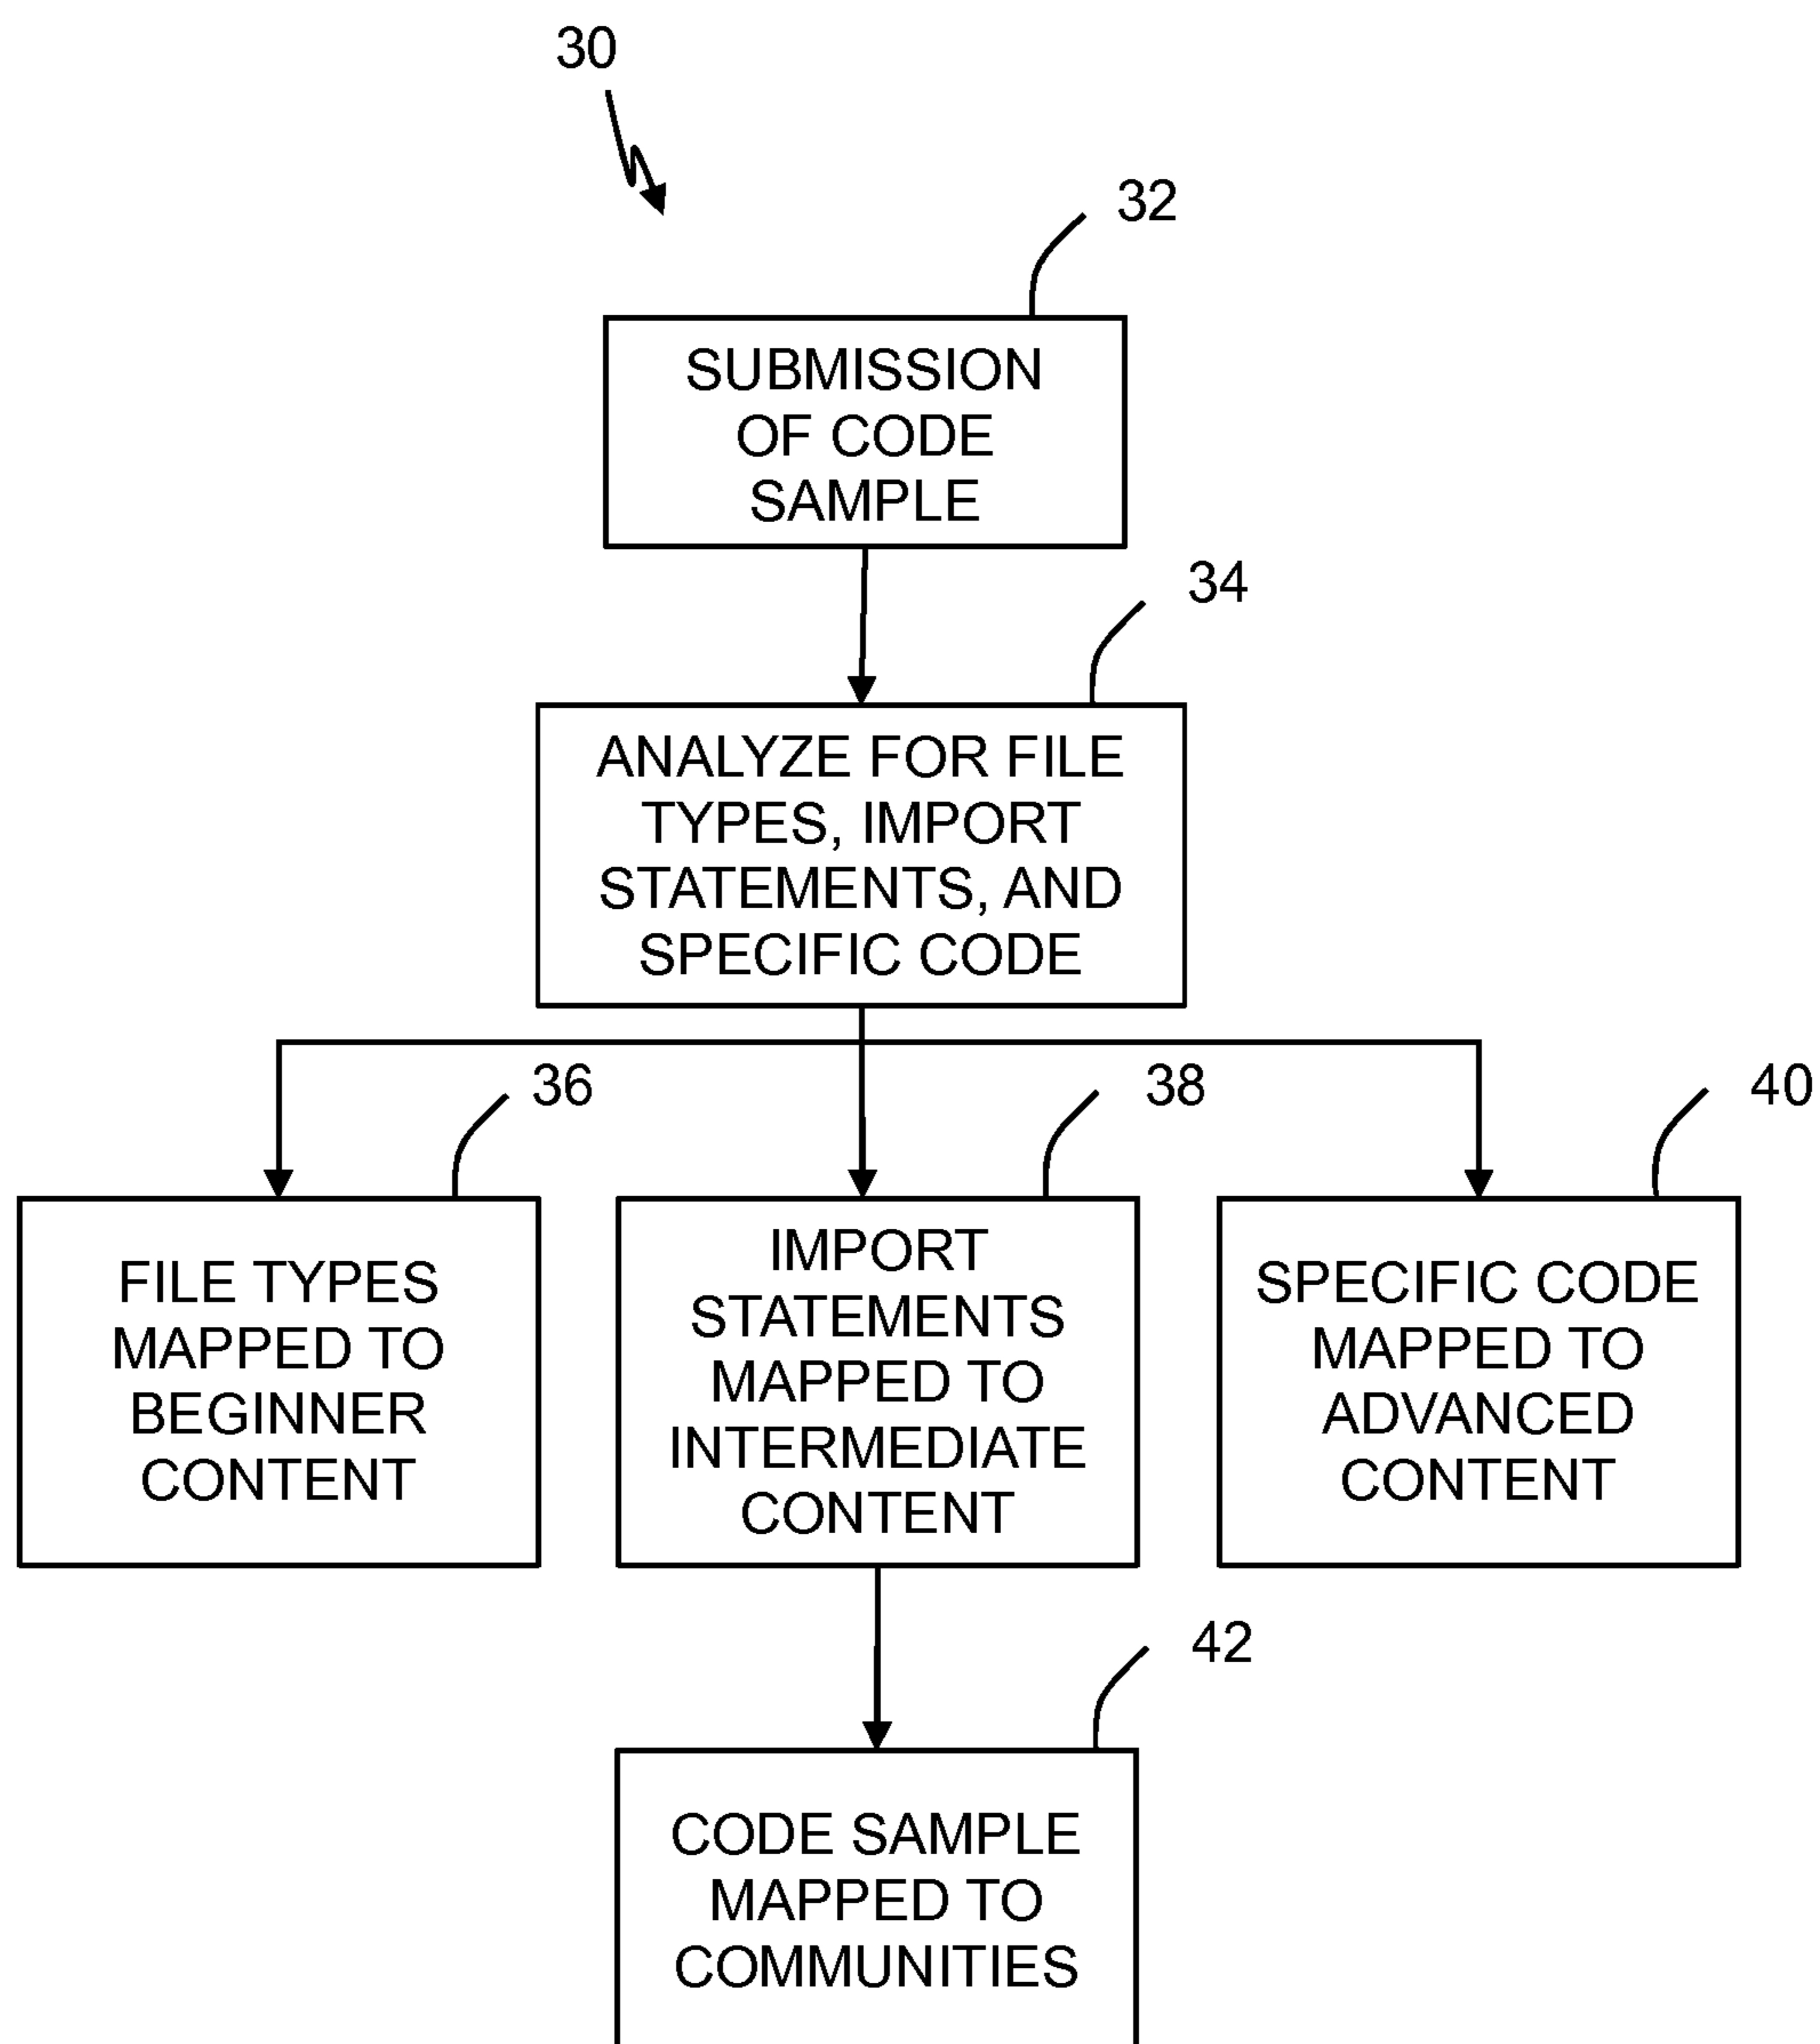 30
32
SUBMISSION
OF CODE
SAMPLE
34
ANALYZE FOR FILE
TYPES, IMPORT
STATEMENTS, AND
SPECIFIC CODE
36
38
40
FILE TYPES
MAPPED TO
BEGINNER
CONTENT
IMPORT
STATEMENTS
MAPPED TO
INTERMEDIATE
CONTENT
SPECIFIC CODE
MAPPED TO
ADVANCED
CONTENT
42
CODE SAMPLE
MAPPED TO
COMMUNITIES